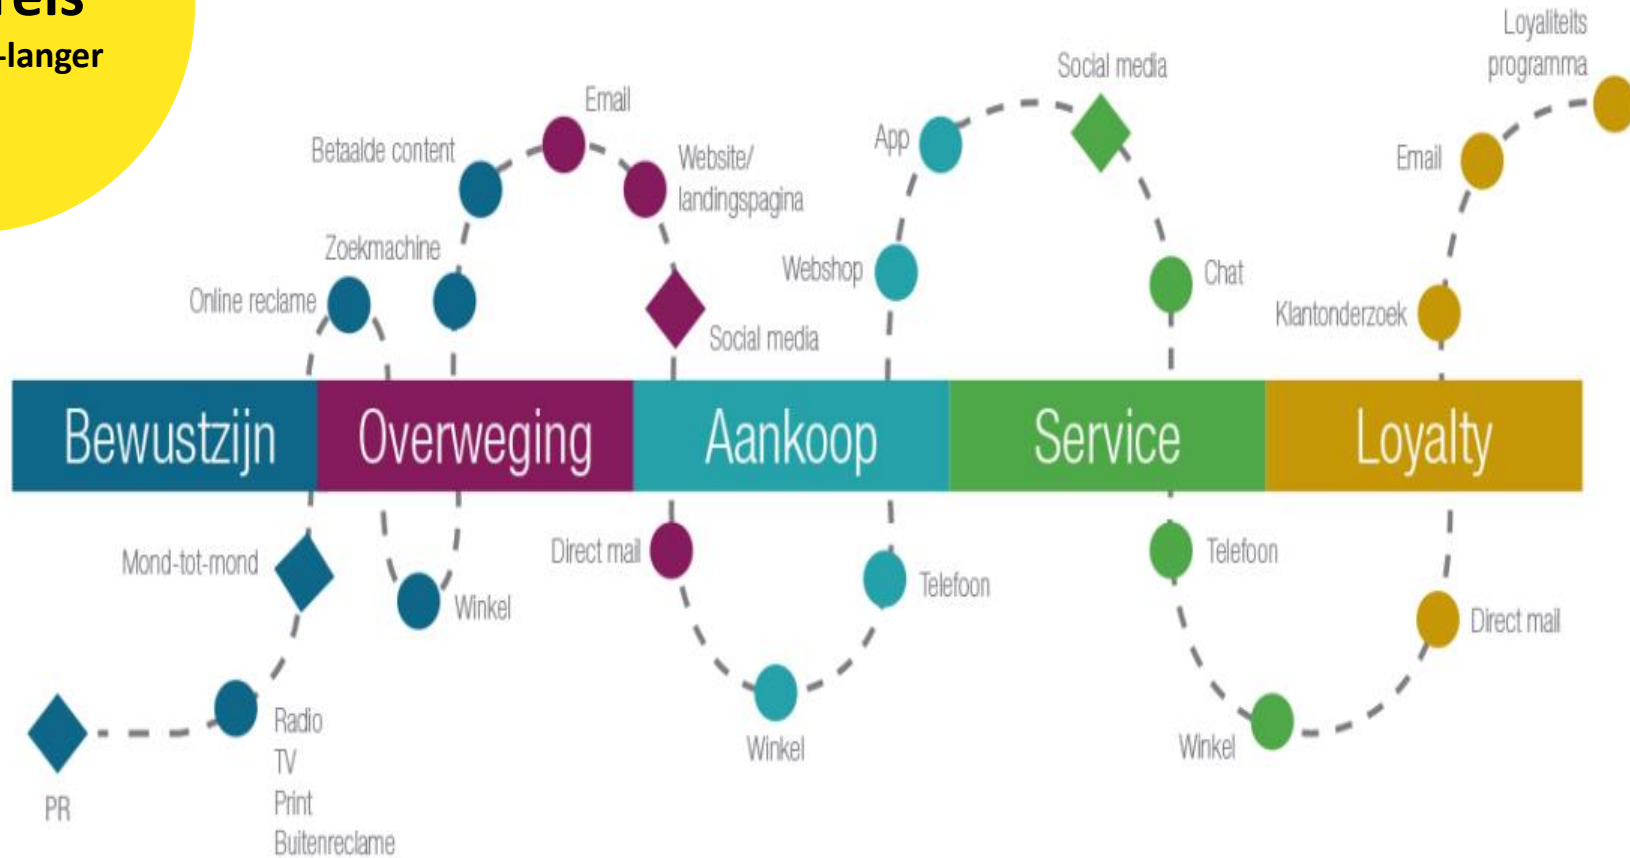 -langer
Loyaliteits
programma
Social media
Email
Betaalde content
App
Website/
landingspagina
Email
Zoekmachine
Webshop
Chat
Online reclame
Klantonderzoek
Social media
Bewustzijn
Overweging
Aankoop
Service
Loyalty
Mond-tot-mond
Direct mail
Telefoon
Telefoon
Winkel
Direct mail
Radio
TV
Print
Buitenreclame
Winkel
Winkel
PR